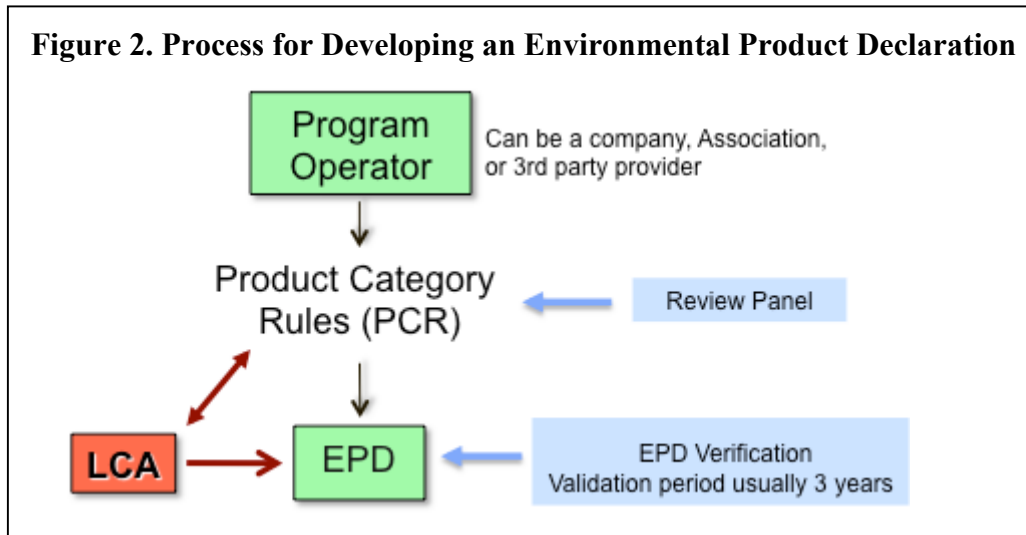 Figure 2. Process for Developing an Environmental Product Declaration
Program
Operator
Can be a company, Association,
or 3rd party provider
Product Category
Rules (PCR)
Review Panel
LCA
EPD
EPD Verification
Validation period usually 3 years